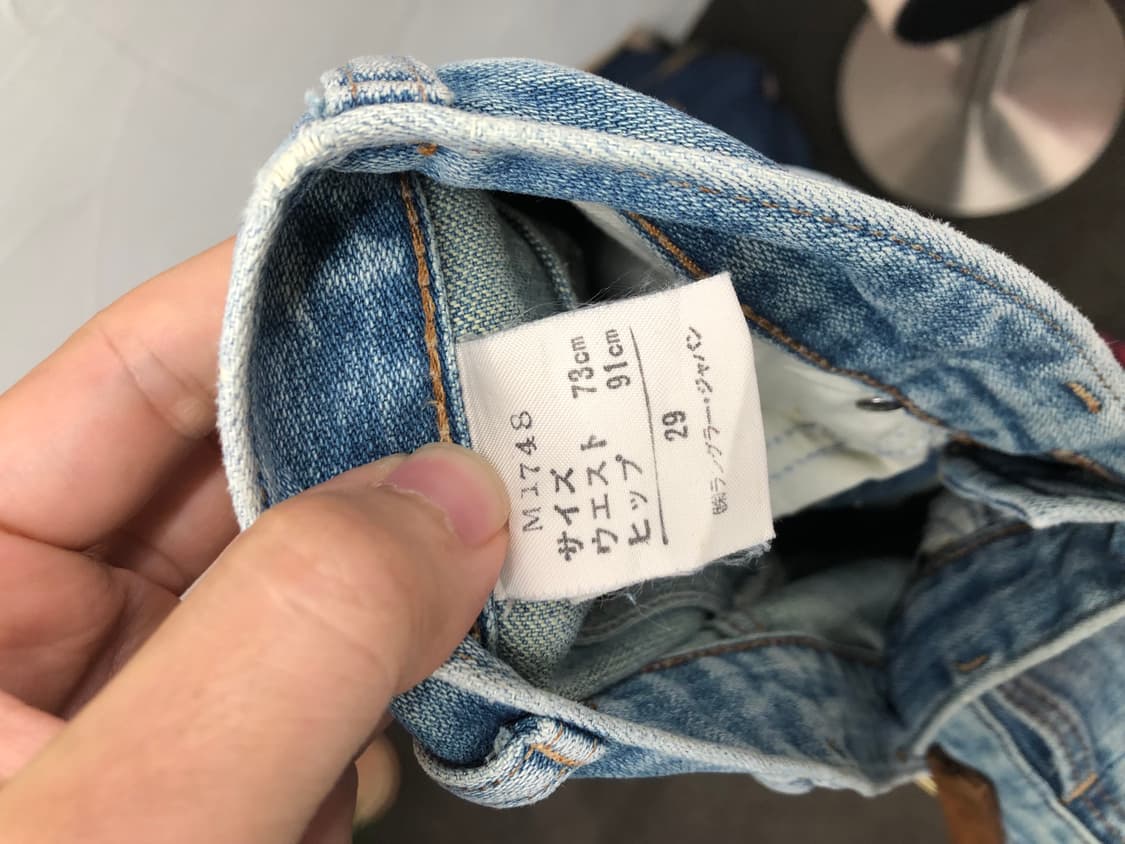 M1748
サイズ
ウエスト 73cm
ヒップ 91cm
29
㈱ラングラー・ジャパン